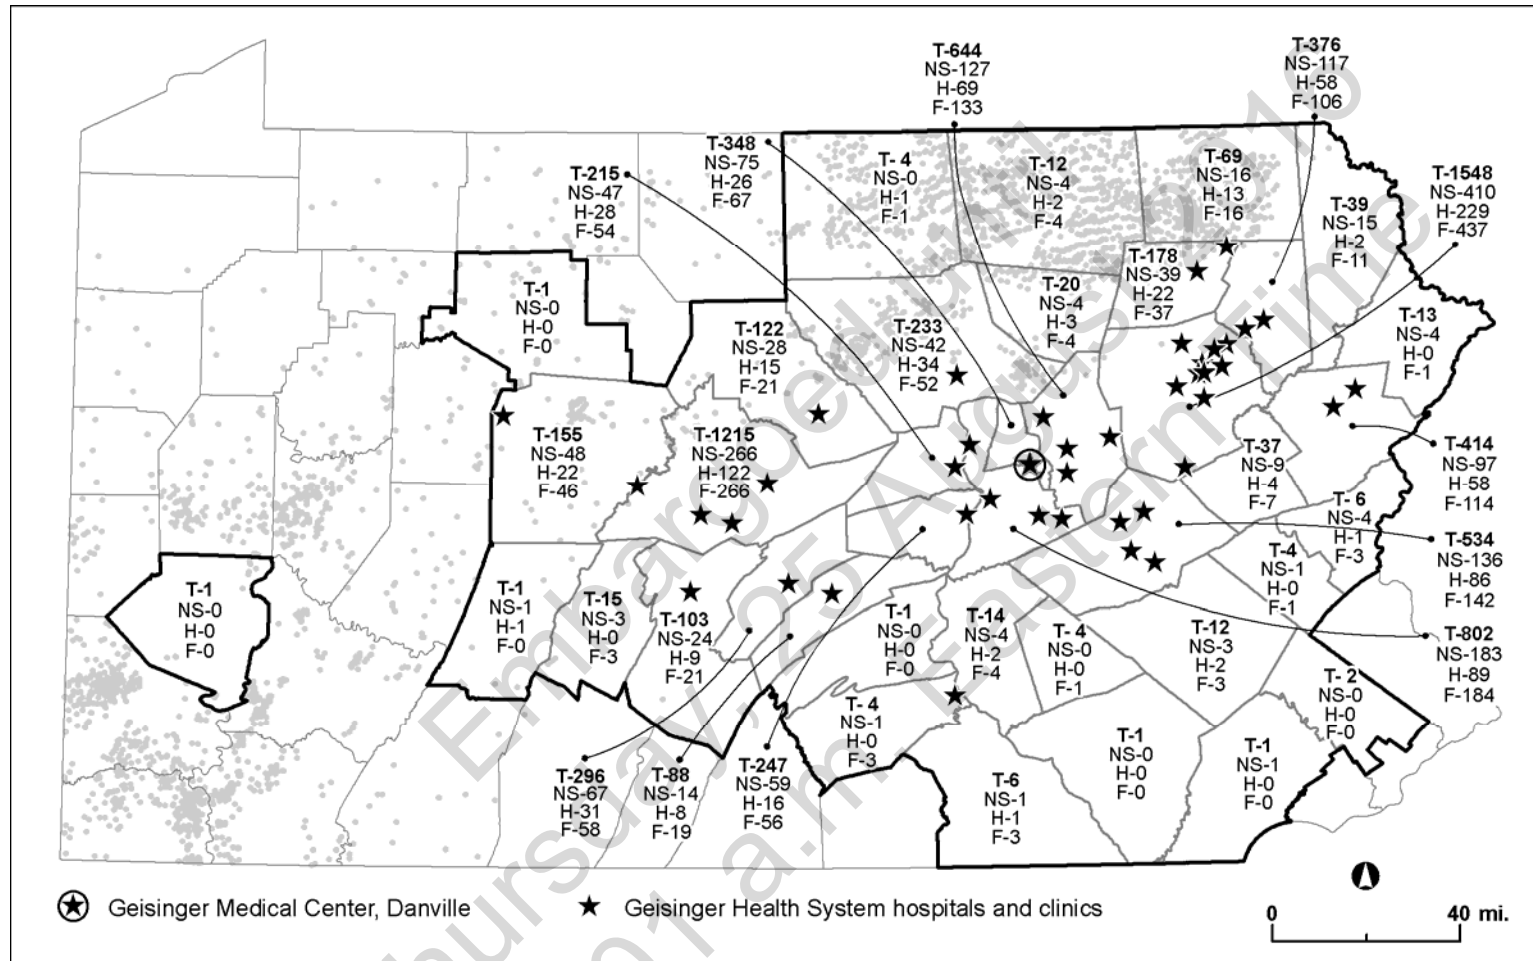 T-644
NS-127
H-69
F-133
T-376
NS-117
H-58
F-106
T-348
NS-75
H-26
F-67
T-215
NS-47
H-28
F-54
T- 4
NS-0
H-1
F-1
T-12
NS-4
H-2
F-4
T-69
NS-16
H-13
F-16
T-39
NS-15
H-2
F-11
T-1548
NS-410
H-229
F-437
T-178
NS-39
H-22
F-37
T-20
NS-4
H-3
F-4
T-1
NS-0
H-0
F-0
T-122
NS-28
H-15
F-21
T-233
NS-42
H-34
F-52
T-13
NS-4
H-0
F-1
T-155
NS-48
H-22
F-46
T-1215
NS-266
H-122
F-266
T-37
NS-9
H-4
F-7
T-414
NS-97
H-58
F-114
T- 6
NS-4
H-1
F-3
T-534
NS-136
H-86
F-142
T-4
NS-1
H-0
F-1
T-1
NS-0
H-0
F-0
T-1
NS-1
H-1
F-0
T-15
NS-3
H-0
F-3
T-103
NS-24
H-9
F-21
T-1
NS-0
H-0
F-0
T-14
NS-4
H-2
F-4
T- 4
NS-0
H-0
F-1
T-12
NS-3
H-2
F-3
T-802
NS-183
H-89
F-184
T- 2
NS-0
H-0
F-0
T- 4
NS-1
H-0
F-3
T-1
NS-0
H-0
F-0
T-1
NS-1
H-0
F-0
T-296
NS-67
H-31
F-58
T-88
NS-14
H-8
F-19
T-247
NS-59
H-16
F-56
T-6
NS-1
H-1
F-3
Geisinger Medical Center, Danville
Geisinger Health System hospitals and clinics
0 40 mi.
Embargoed until
Thursday, 25 August 2016
01 a.m. Eastern Time